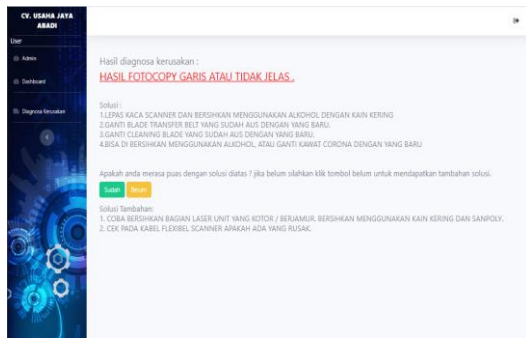 CV. USAHA JAYA
ABADI
User
Admin
Dashboard
Diagnosa Kerusakan
Hasil diagnosa kerusakan :
HASIL FOTOCOPY GARIS ATAU TIDAK JELAS .
Solusi :
1.LEPAS KACA SCANNER DAN BERSIHKAN MENGGUNAKAN ALKOHOL DENGAN KAIN KERING
2.GANTI BLADE TRANSFER BELT YANG SUDAH AUS DENGAN YANG BARU.
3.GANTI CLEANING BLADE YANG SUDAH AUS DENGAN YANG BARU.
4.BISA DI BERSIHKAN MENGGUNAKAN ALKOHOL, ATAU GANTI KAWAT CORONA DENGAN YANG BARU
Apakah anda merasa puas dengan solusi diatas ? jika belum silahkan klik tombol belum untuk mendapatkan tambahan solusi.
Sudah Belum
Solusi Tambahan:
1. COBA BERSIHKAN BAGIAN LASER UNIT YANG KOTOR / BERJAMUR. BERSIHKAN MENGGUNAKAN KAIN KERING DAN SANPOLY.
2. CEK PADA KABEL FLEXIBEL SCANNER APAKAH ADA YANG RUSAK.